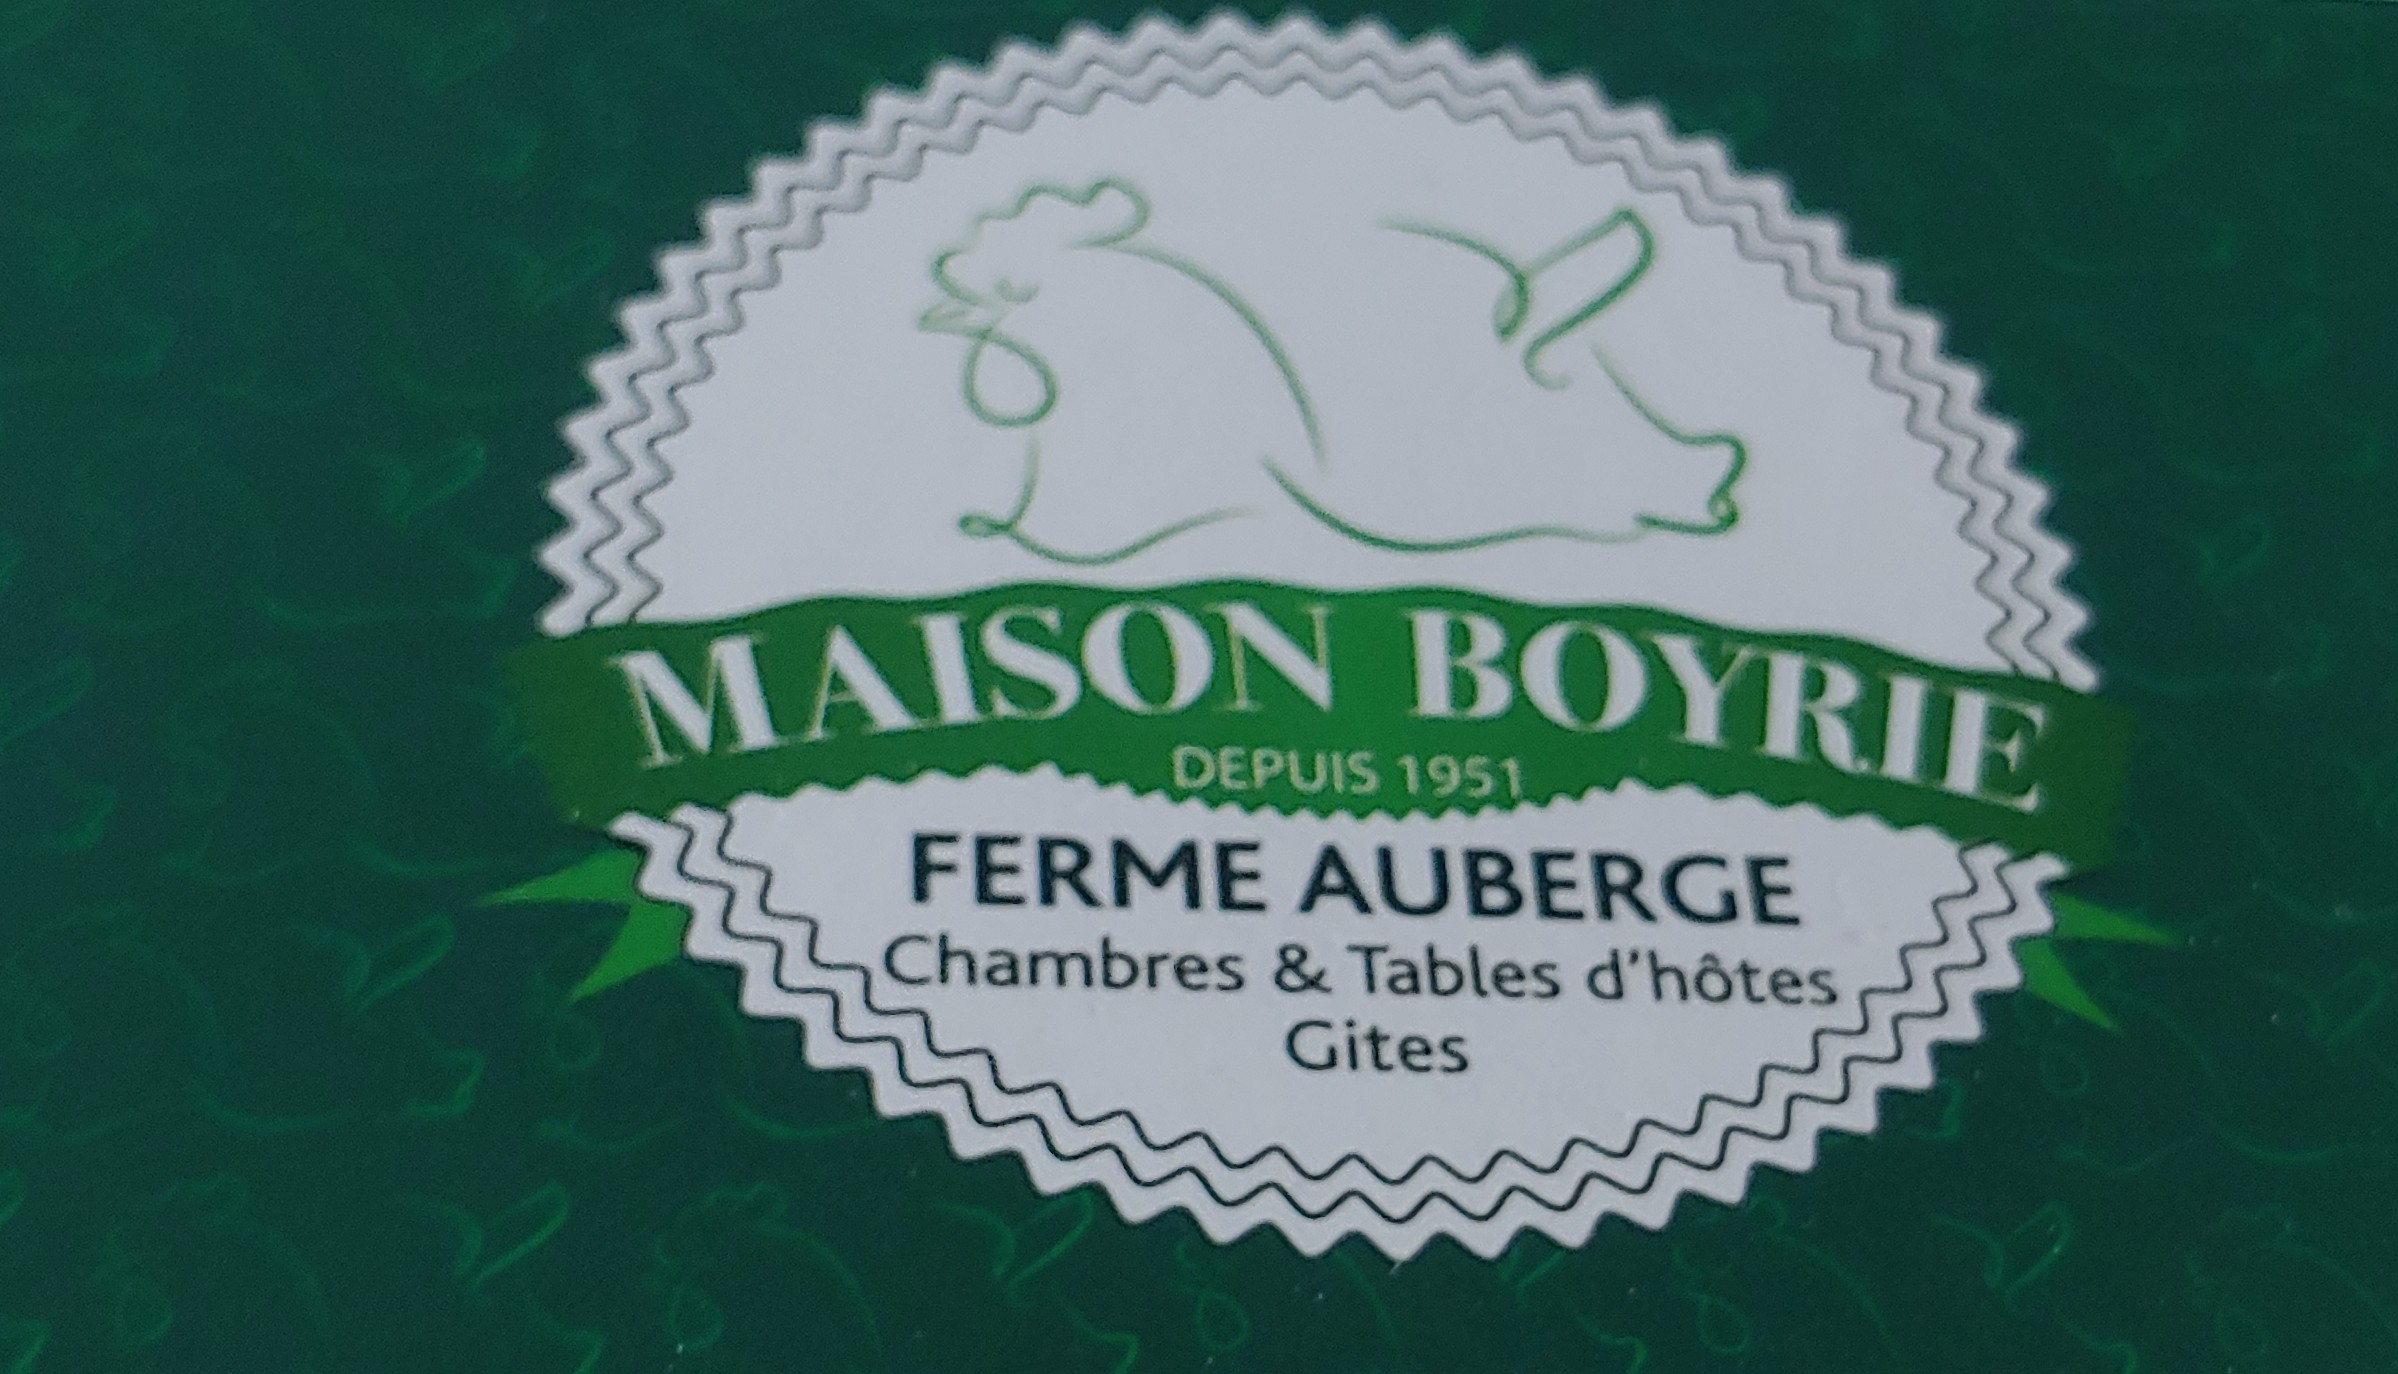 MAISON BOYRIE
DEPUIS 1951
FERME AUBERGE
Chambres & Tables d'hôtes
Gites